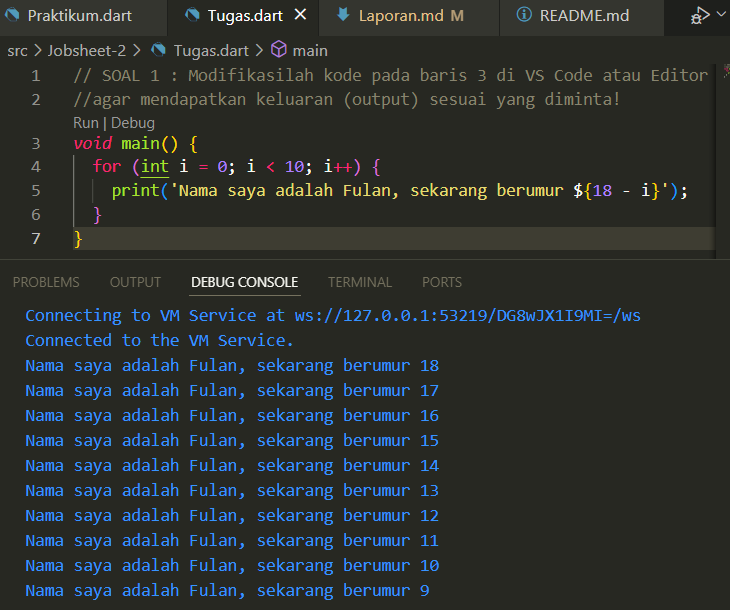 Praktikum.dart Tugas.dart Laporan.md M README.md
src > Jobsheet-2 > Tugas.dart > main
1 // SOAL 1 : Modifikasilah kode pada baris 3 di VS Code atau Editor
2 //agar mendapatkan keluaran (output) sesuai yang diminta!
Run | Debug
3 void main() {
4 for (int i = 0; i < 10; i++) {
5 print('Nama saya adalah Fulan, sekarang berumur ${18 - i}');
6 }
7 }
PROBLEMS OUTPUT DEBUG CONSOLE TERMINAL PORTS
Connecting to VM Service at ws://127.0.0.1:53219/DG8wJX1I9MI=/ws
Connected to the VM Service.
Nama saya adalah Fulan, sekarang berumur 18
Nama saya adalah Fulan, sekarang berumur 17
Nama saya adalah Fulan, sekarang berumur 16
Nama saya adalah Fulan, sekarang berumur 15
Nama saya adalah Fulan, sekarang berumur 14
Nama saya adalah Fulan, sekarang berumur 13
Nama saya adalah Fulan, sekarang berumur 12
Nama saya adalah Fulan, sekarang berumur 11
Nama saya adalah Fulan, sekarang berumur 10
Nama saya adalah Fulan, sekarang berumur 9